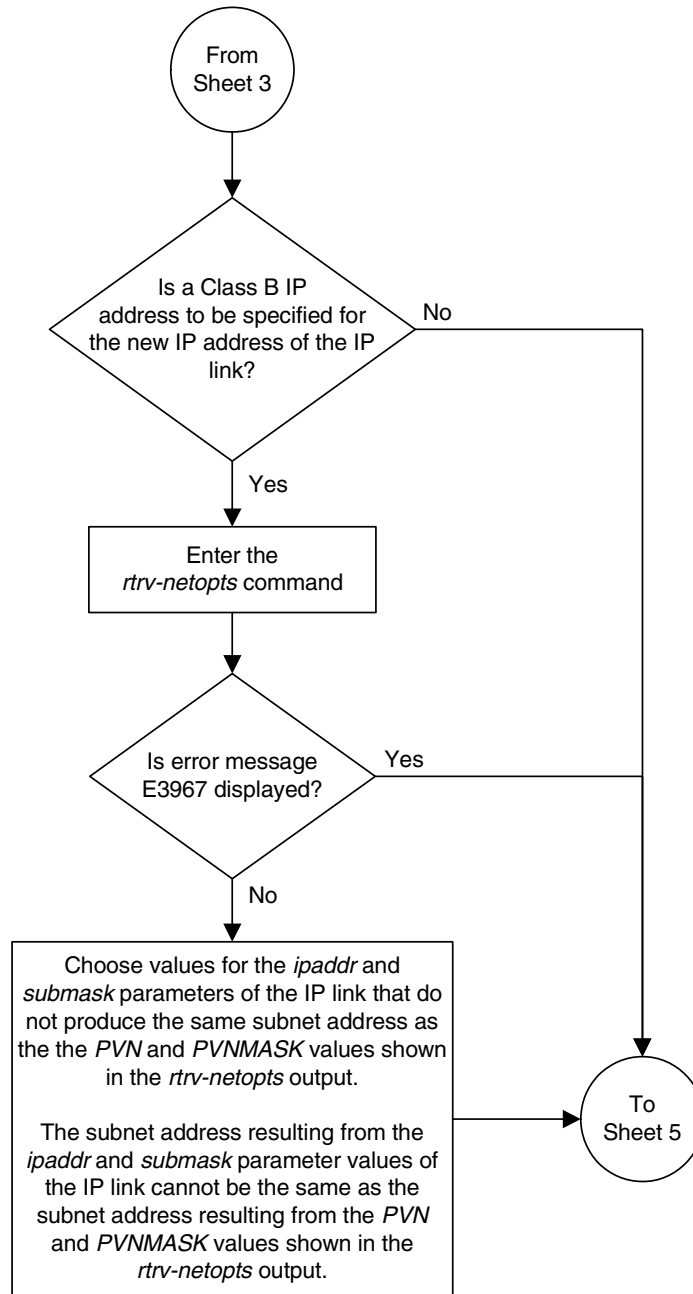 From
Sheet 3
Is a Class B IP
address to be specified for
the new IP address of the IP
link?
No
Yes
Enter the
rtrv-netopts command
Is error message
E3967 displayed?
Yes
No
Choose values for the ipaddr and
submask parameters of the IP link that do
not produce the same subnet address as
the the PVN and PVNMASK values shown
in the rtrv-netopts output.
The subnet address resulting from the
ipaddr and submask parameter values of
the IP link cannot be the same as the
subnet address resulting from the PVN
and PVNMASK values shown in the
rtrv-netopts output.
To
Sheet 5